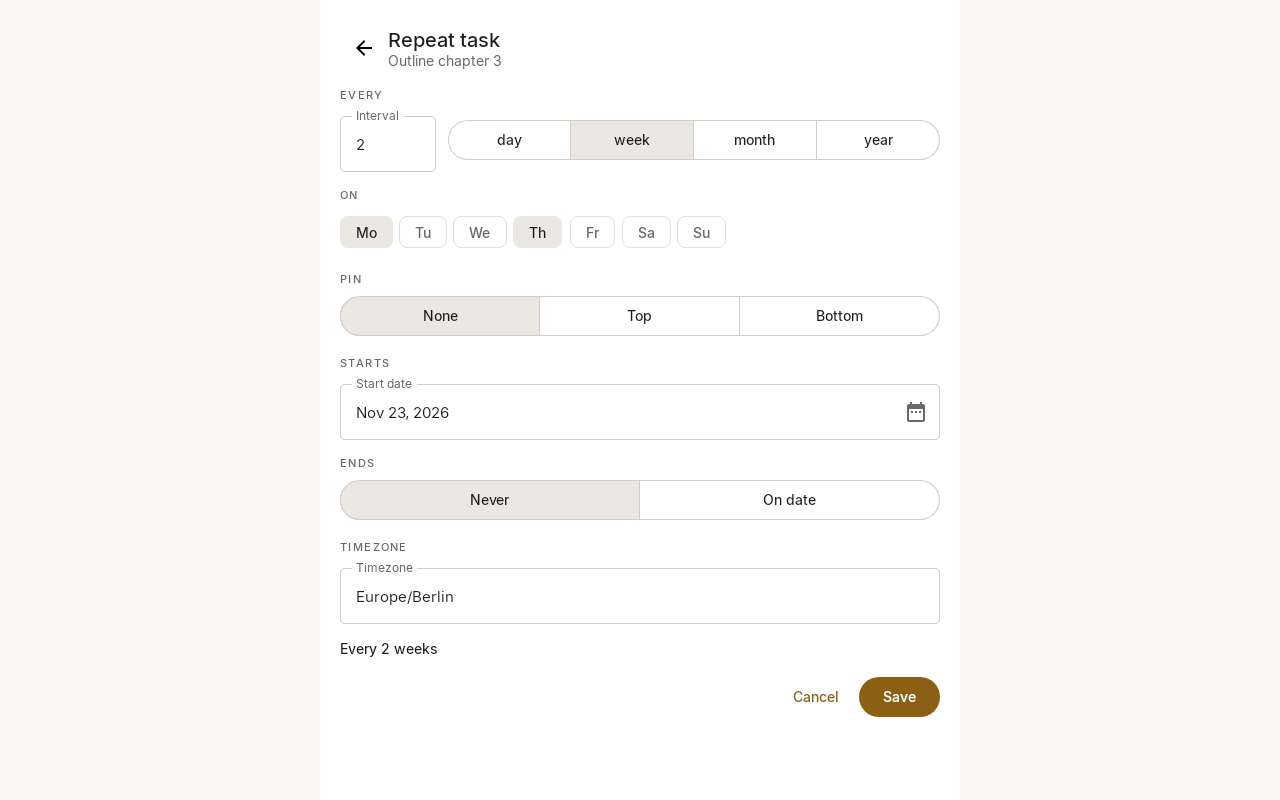 Repeat task
Outline chapter 3
EVERY
Interval
2
day week month year
ON
Mo Tu We Th Fr Sa Su
PIN
None Top Bottom
STARTS
Start date
Nov 23, 2026
ENDS
Never On date
TIMEZONE
Timezone
Europe/Berlin
Every 2 weeks
Cancel Save